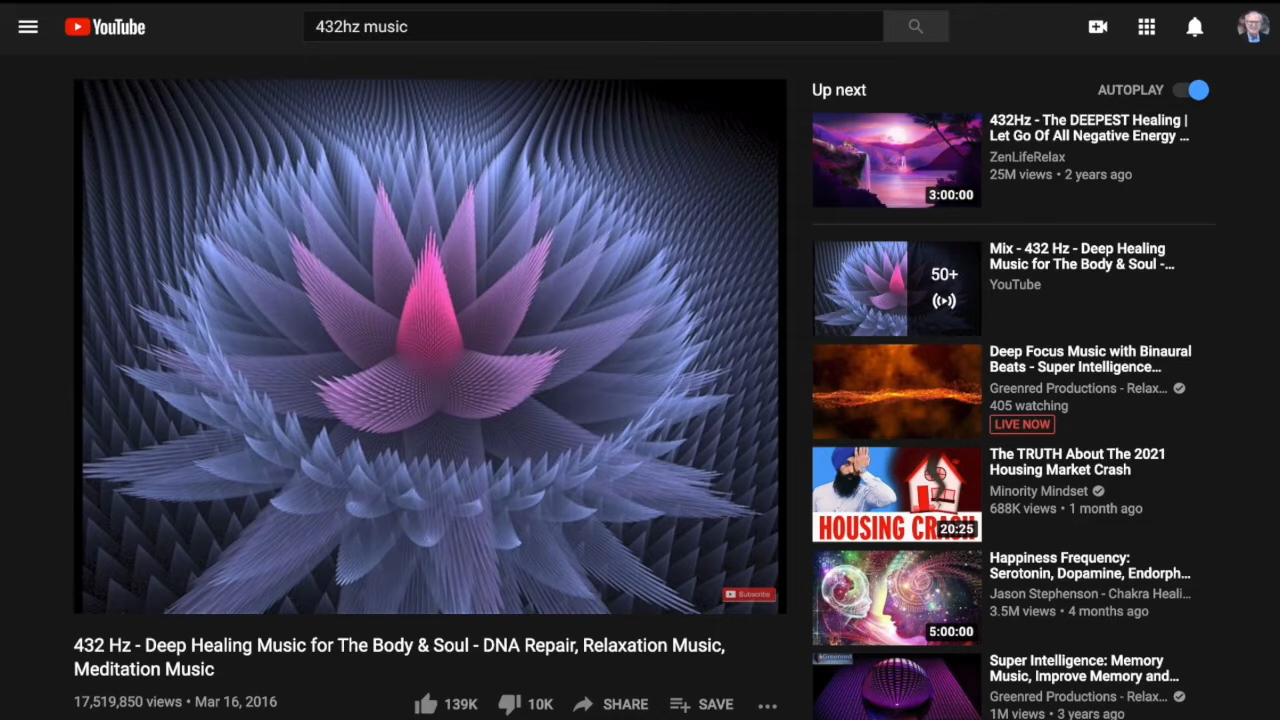 YouTube
432hz music
Up next
AUTOPLAY
432Hz - The DEEPEST Healing |
Let Go Of All Negative Energy ...
ZenLifeRelax
25M views • 2 years ago
3:00:00
Mix - 432 Hz - Deep Healing
Music for The Body & Soul -...
YouTube
50+
Deep Focus Music with Binaural
Beats - Super Intelligence...
Greenred Productions - Relax...
405 watching
LIVE NOW
The TRUTH About The 2021
Housing Market Crash
Minority Mindset
688K views • 1 month ago
HOUSING CRASH
20:25
Happiness Frequency:
Serotonin, Dopamine, Endorph...
Jason Stephenson - Chakra Heali...
3.5M views • 4 months ago
5:00:00
Super Intelligence: Memory
Music, Improve Memory and...
Greenred Productions - Relax...
1M views • 3 years ago
Greenred
Subscribe
432 Hz - Deep Healing Music for The Body & Soul - DNA Repair, Relaxation Music,
Meditation Music
17,519,850 views • Mar 16, 2016
139K
10K
SHARE
SAVE